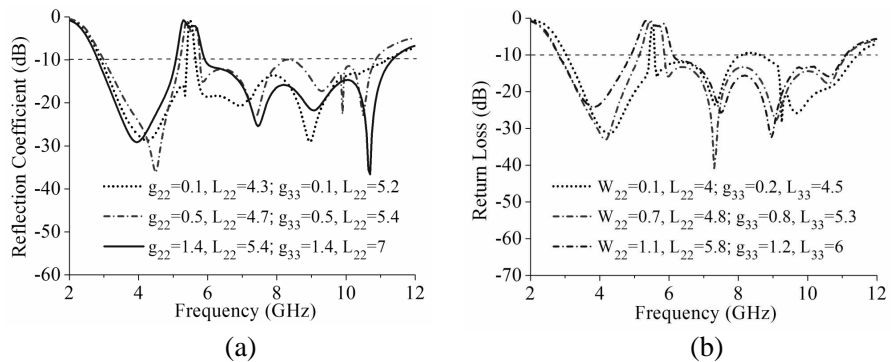 0
-10
-20
-30
-40
-50
-60
Reflection Coefficient (dB)
g22=0.1, L22=4.3; g33=0.1, L22=5.2
g22=0.5, L22=4.7; g33=0.5, L22=5.4
g22=1.4, L22=5.4; g33=1.4, L22=7
2 4 6 8 10 12
Frequency (GHz)
(a)
0
-10
-20
-30
-40
-50
-60
-70
Return Loss (dB)
W22=0.1, L22=4; g33=0.2, L33=4.5
W22=0.7, L22=4.8; g33=0.8, L33=5.3
W22=1.1, L22=5.8; g33=1.2, L33=6
2 4 6 8 10 12
Frequency (GHz)
(b)